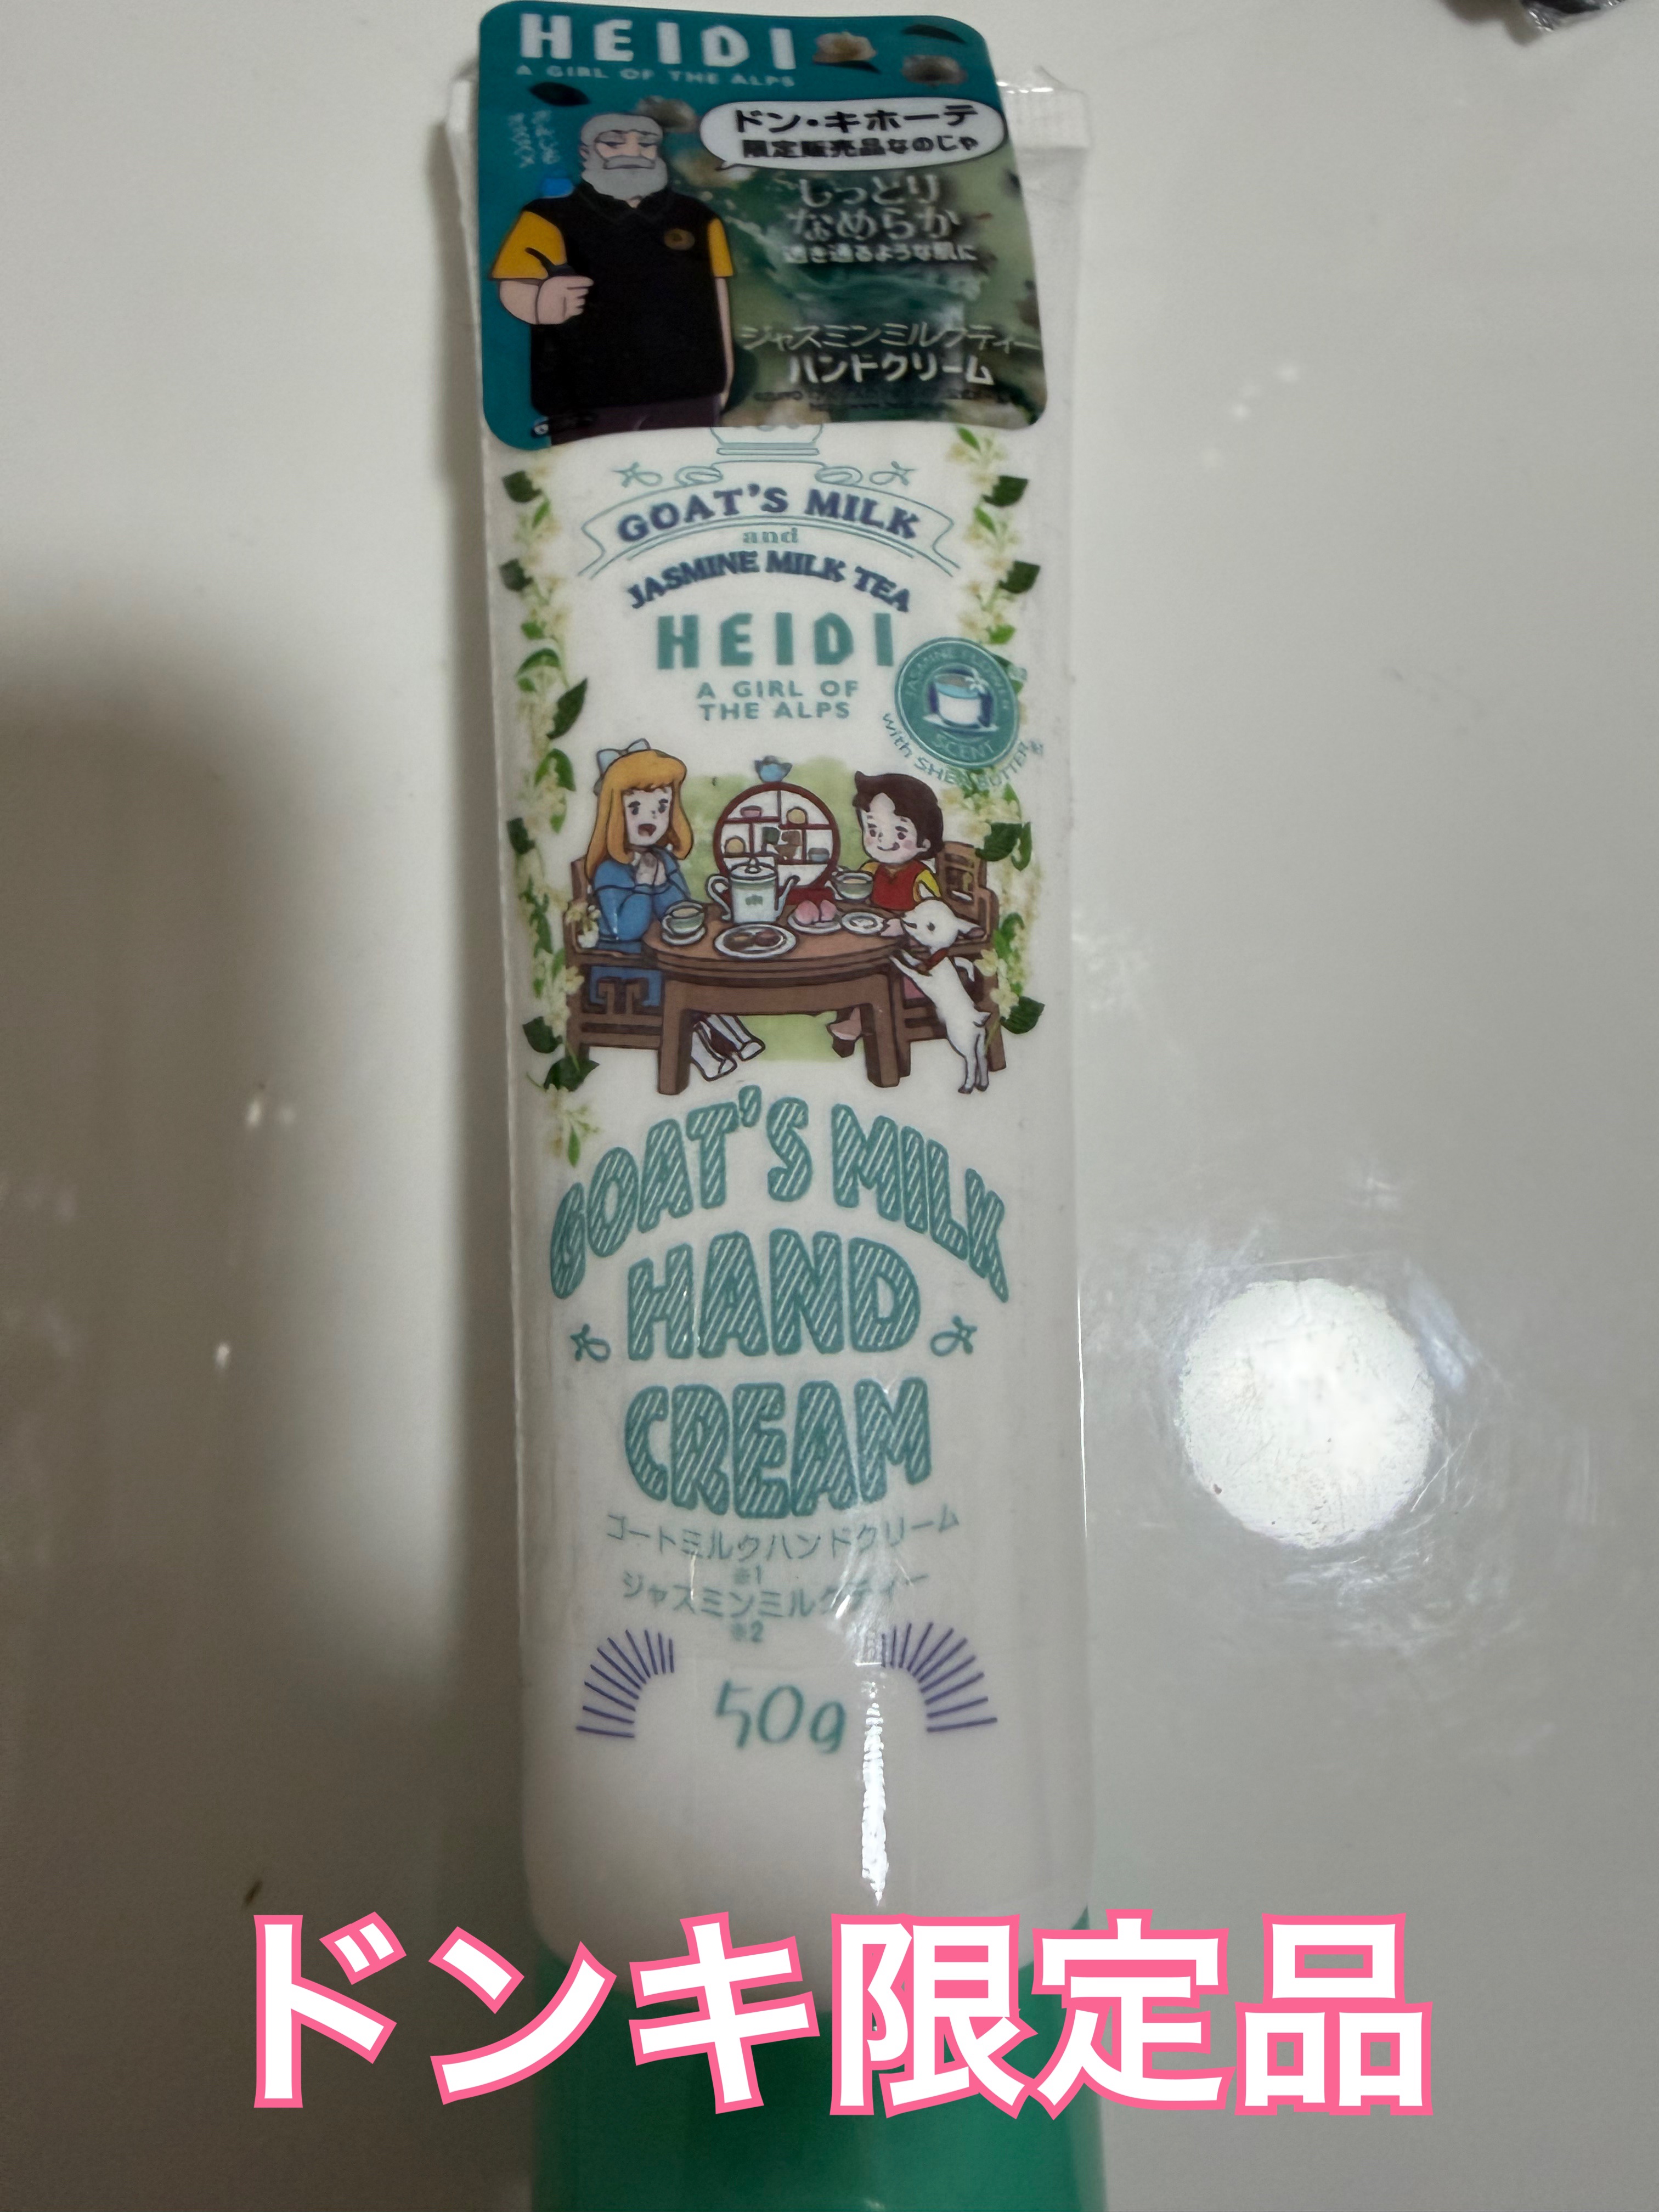 HEIDI
A GIRL OF THE ALPS
ドン・キホーテ
限定販売品なのじゃ
しっとり
なめらか
透き通るような肌に
ジャスミンミルクティー
ハンドクリーム
GOAT'S MILK
and
JASMINE MILK TEA
HEIDI
A GIRL OF
THE ALPS
JASMINE FLOWER
SCENT
with SHEA BUTTER
GOAT'S MILK
HAND
CREAM
ゴートミルクハンドクリーム
※1
ジャスミンミルクティー
※2
50g
ドンキ限定品